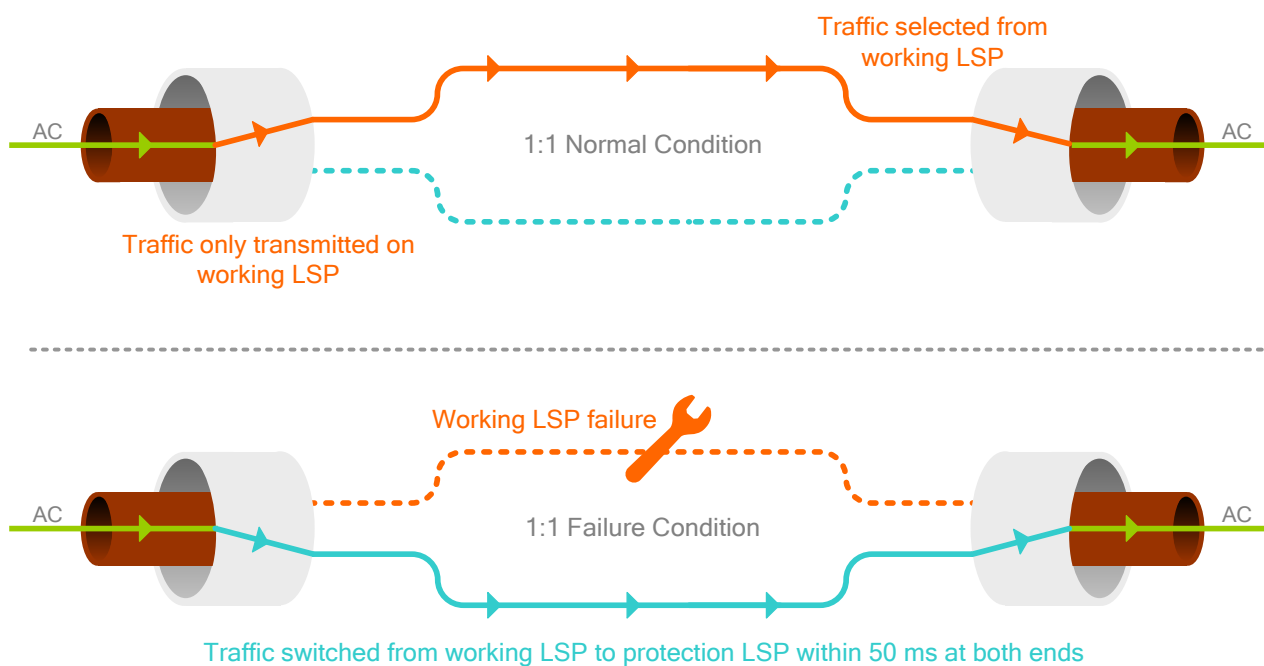 Traffic selected from
working LSP
AC
AC
1:1 Normal Condition
Traffic only transmitted on
working LSP
Working LSP failure
AC
AC
1:1 Failure Condition
Traffic switched from working LSP to protection LSP within 50 ms at both ends